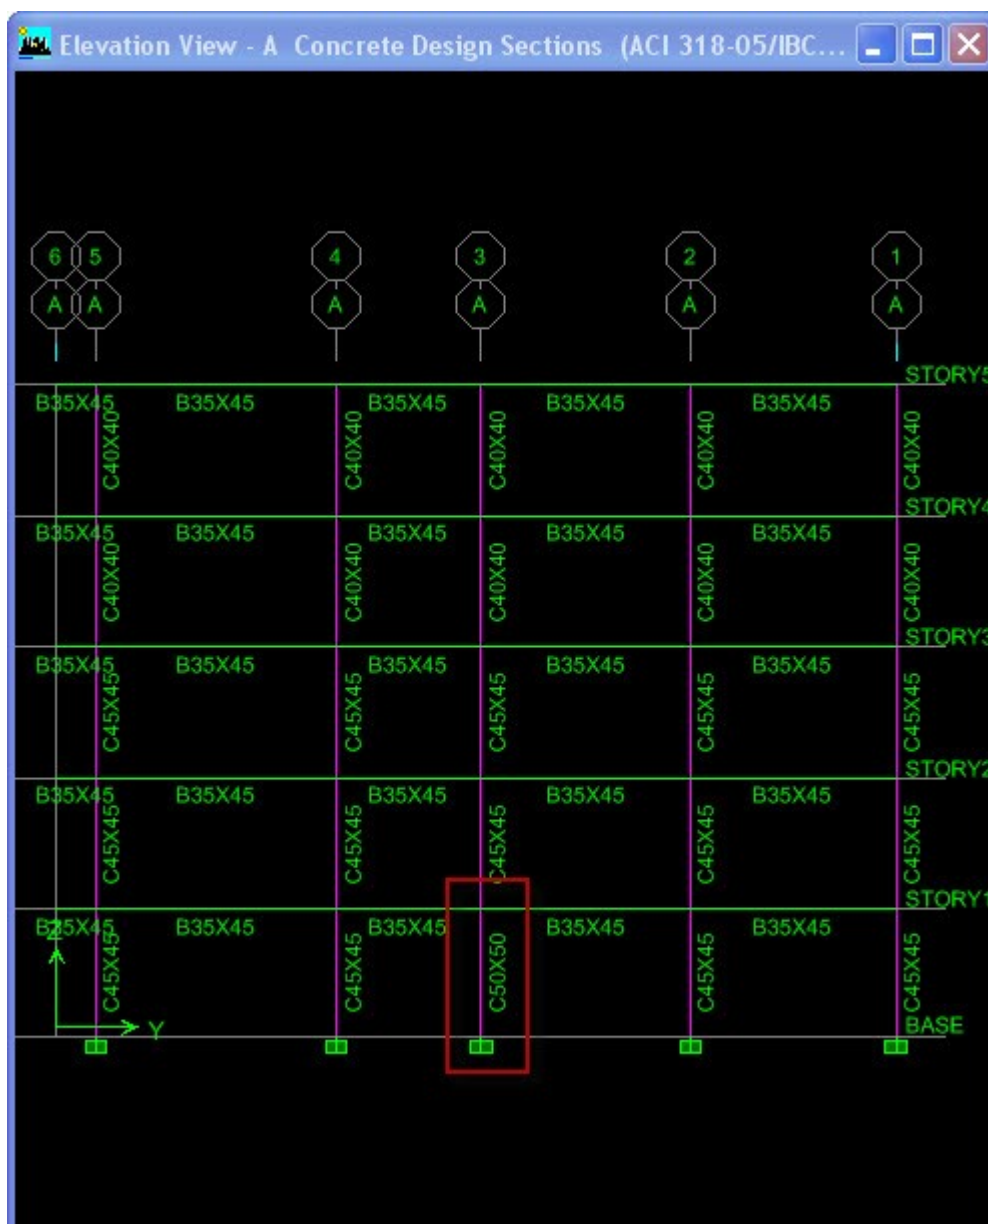 Elevation View - A Concrete Design Sections (ACI 318-05/IBC...
6 5 4 3 2 1
A A A A A A
STORY5
B35X45 B35X45 B35X45 B35X45 B35X45
C40X40 C40X40 C40X40 C40X40 C40X40
STORY4
B35X45 B35X45 B35X45 B35X45 B35X45
C40X40 C40X40 C40X40 C40X40 C40X40
STORY3
B35X45 B35X45 B35X45 B35X45 B35X45
C45X45 C45X45 C45X45 C45X45 C45X45
STORY2
B35X45 B35X45 B35X45 B35X45 B35X45
C45X45 C45X45 C45X45 C45X45 C45X45
STORY1
B35X45 B35X45 B35X45 B35X45 B35X45
Z
C45X45 C45X45 C50X50 C45X45 C45X45
Y
BASE